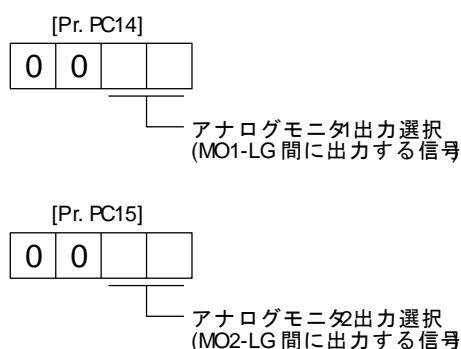 [Pr. PC14]
0 0
アナログモニタ1出力選択
(MO1-LG 間に出力する信号)
[Pr. PC15]
0 0
アナログモニタ2出力選択
(MO2-LG 間に出力する信号)